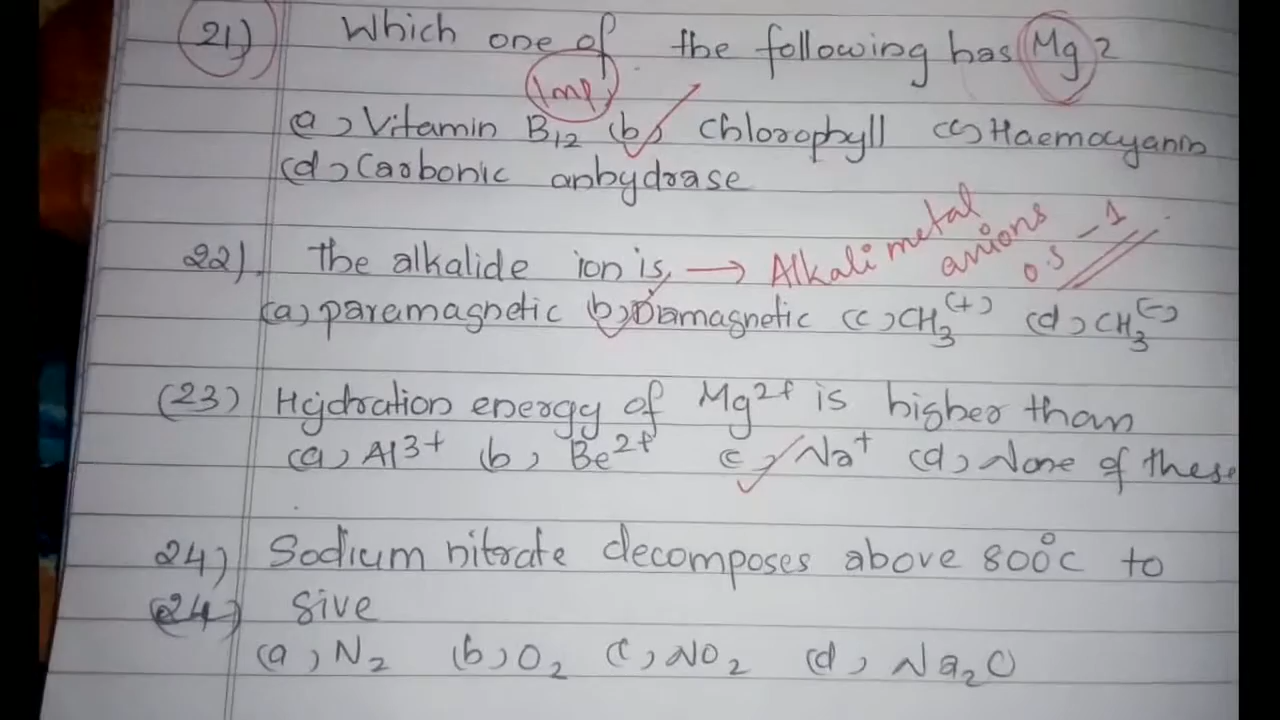 21) Which one of the following has Mg?
(Imp)
(a) Vitamin B12 (b) Chlorophyll (c) Haemocyanin
(d) Carbonic anhydrase
22) The alkalide ion is, → Alkali metal anions 0.5 - 1
(a) paramagnetic (b) Diamagnetic (c) CH3(+) (d) CH3(-)
(23) Hydration energy of Mg2+ is higher than
(a) Al3+ (b) Be2+ (c) Na+ (d) None of these
24) Sodium nitrate decomposes above 800°C to
(24) give
(a) N2 (b) O2 (c) NO2 (d) Na2O